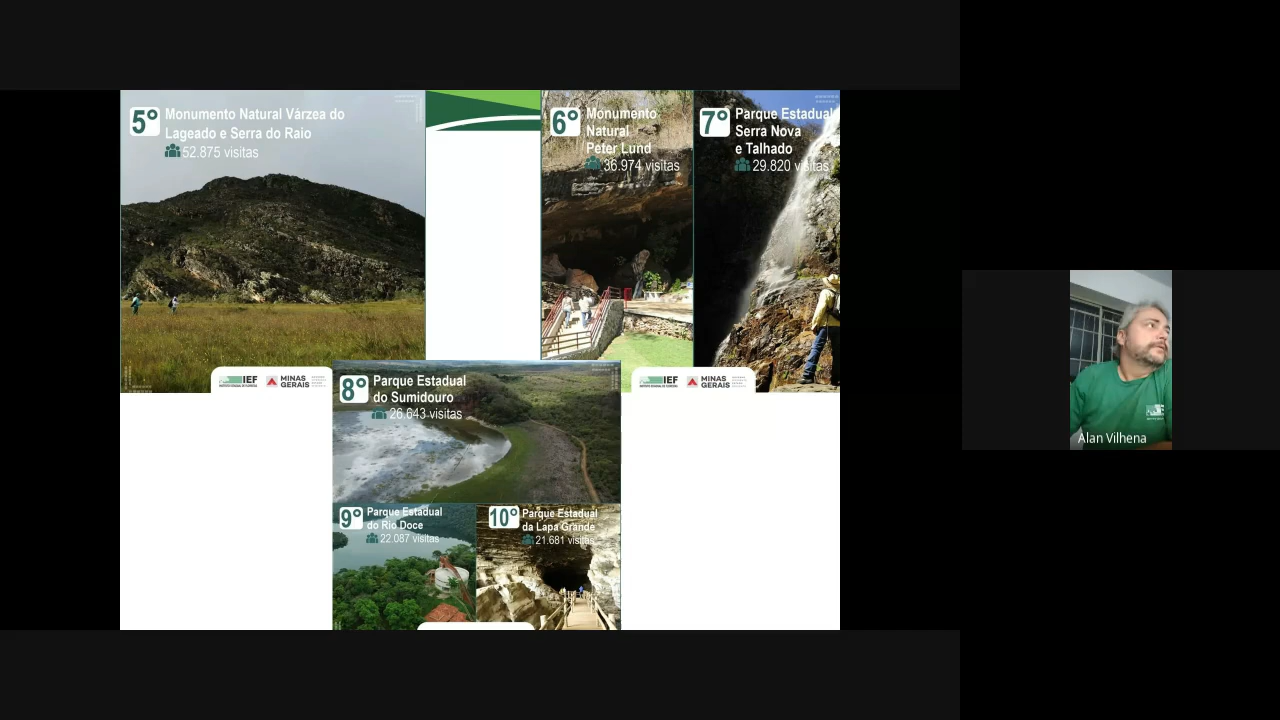 5º
Monumento Natural Várzea do
Lageado e Serra do Raio
52.875 visitas
6º
Monumento
Natural
Peter Lund
36.974 visitas
7º
Parque Estadual
Serra Nova
e Talhado
29.820 visitas
IEF
MINAS
GERAIS
8º
Parque Estadual
do Sumidouro
26.643 visitas
IEF
MINAS
GERAIS
9º
Parque Estadual
do Rio Doce
22.087 visitas
10º
Parque Estadual
da Lapa Grande
21.681 visitas
Alan Vilhena